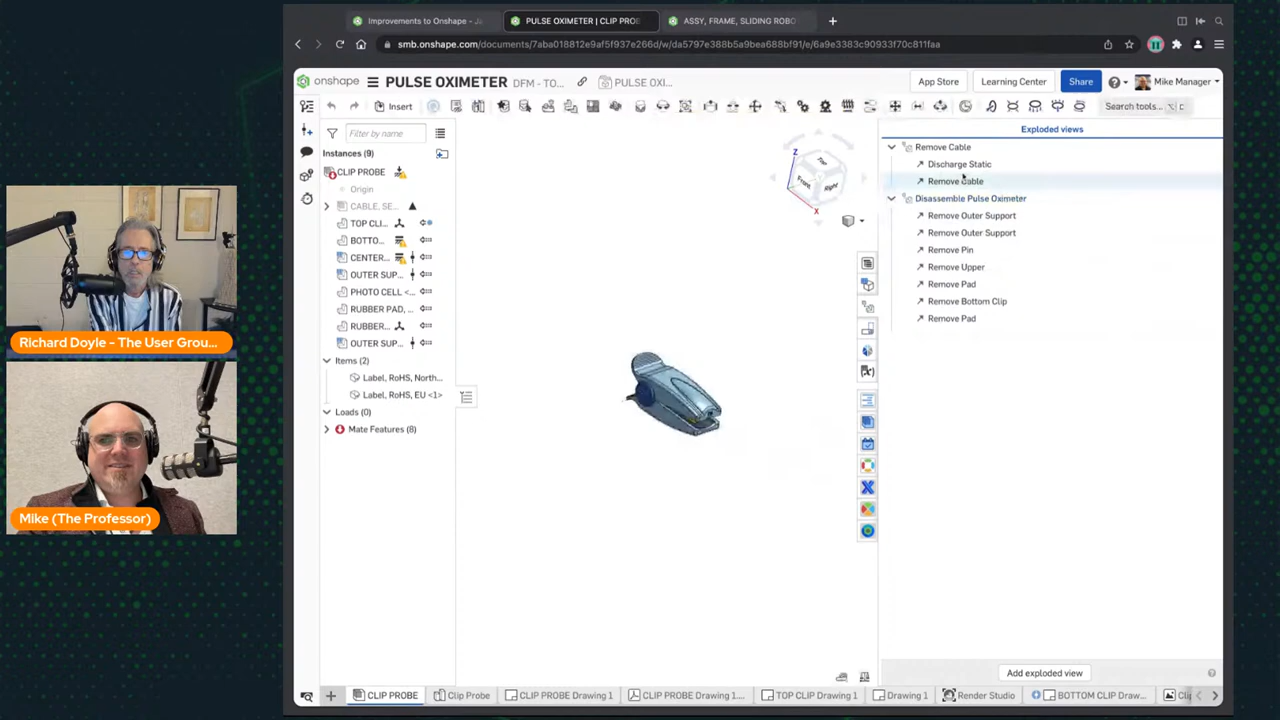 Improvements to Onshape - Ja
PULSE OXIMETER | CLIP PROB
ASSY, FRAME, SLIDING ROBO
smb.onshape.com/documents/7aba018812e9af5f937e266d/w/da5797e388b5a9bea688bf91/e/6a9e3383c90933f70c811faa
onshape
PULSE OXIMETER
DFM - TO...
PULSE OXI...
App Store
Learning Center
Share
Mike Manager
Insert
Search tools...
Filter by name
Instances (9)
CLIP PROBE
Origin
CABLE, SE...
TOP CLI...
BOTTO...
CENTER...
OUTER SUP...
PHOTO CELL <...
RUBBER PAD, ...
RUBBER...
OUTER SUP...
Items (2)
Label, RoHS, North...
Label, RoHS, EU <1>
Loads (0)
Mate Features (8)
Z
Top
Front
Right
X
Exploded views
Remove Cable
Discharge Static
Remove Cable
Disassemble Pulse Oximeter
Remove Outer Support
Remove Outer Support
Remove Pin
Remove Upper
Remove Pad
Remove Bottom Clip
Remove Pad
Add exploded view
Richard Doyle - The User Grou...
Mike (The Professor)
CLIP PROBE
Clip Probe
CLIP PROBE Drawing 1
CLIP PROBE Drawing 1...
TOP CLIP Drawing 1
Drawing 1
Render Studio
BOTTOM CLIP Draw...
Clip